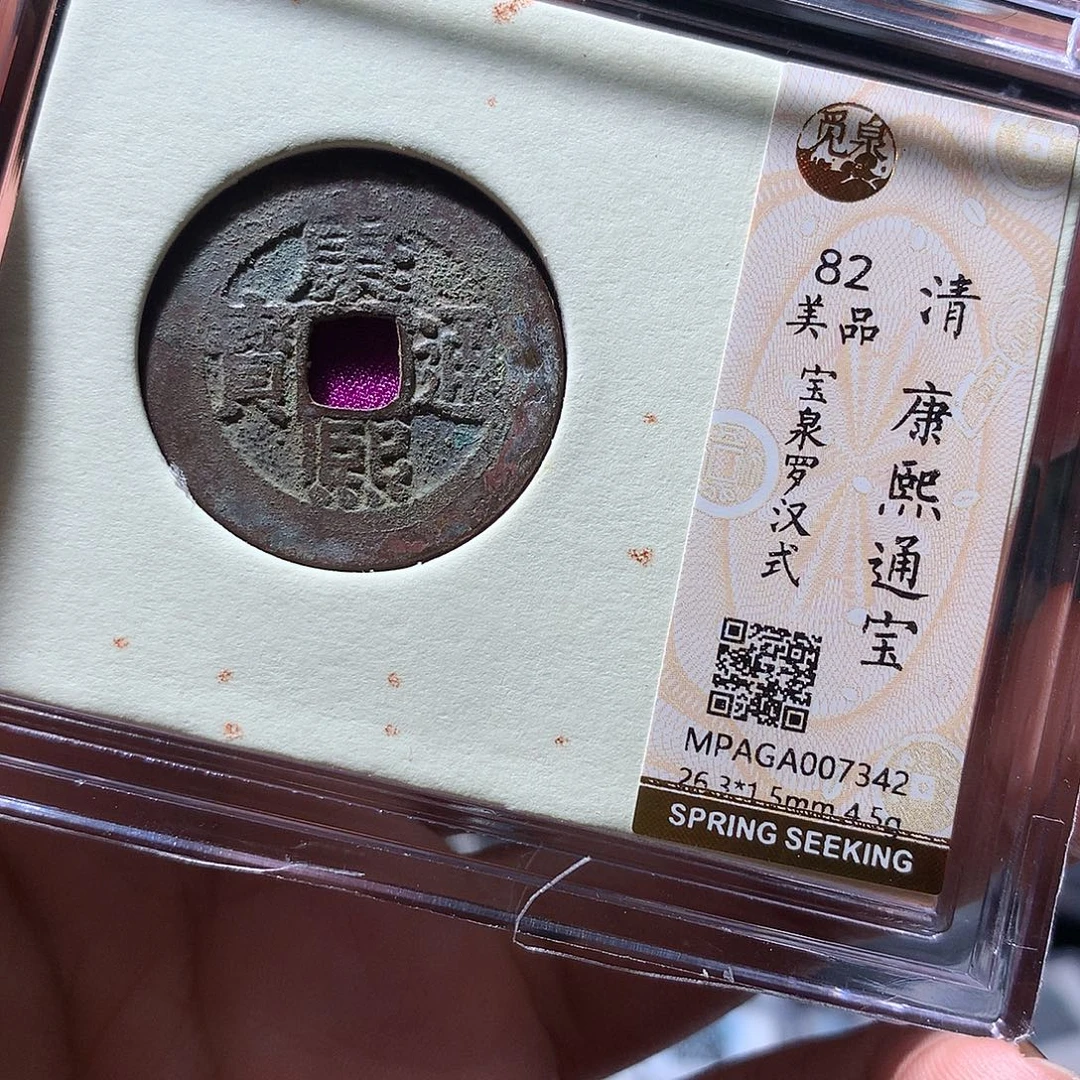 康熙通寳
觅泉
清 康熙通宝
82
美品
宝泉罗汉式
MPAGA007342
26.3*1.5mm 4.5g
SPRING SEEKING